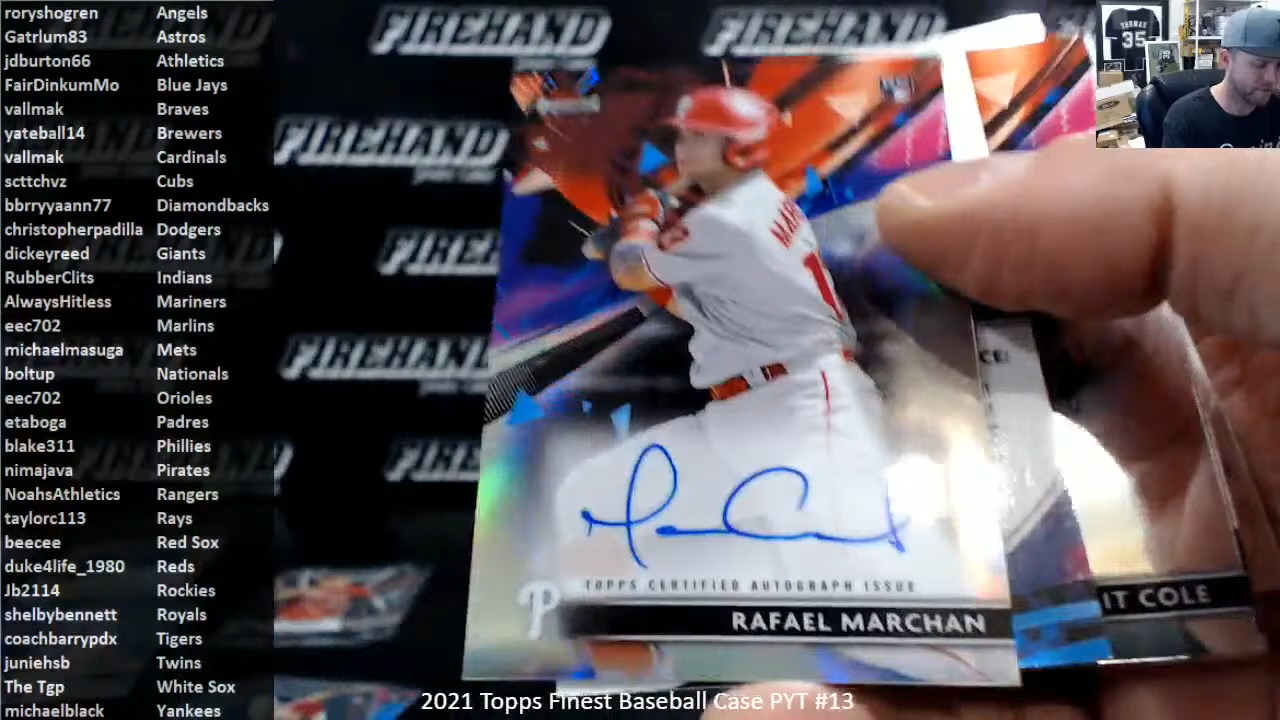 roryshogren Angels
Gatrlum83 Astros
jdburton66 Athletics
FairDinkumMo Blue Jays
vallmak Braves
yateball14 Brewers
vallmak Cardinals
scttchvz Cubs
bbrryyaann77 Diamondbacks
christopherpadilla Dodgers
dickeyreed Giants
RubberClits Indians
AlwaysHitless Mariners
eec702 Marlins
michaelmasuga Mets
boltup Nationals
eec702 Orioles
etaboga Padres
blake311 Phillies
nimajava Pirates
NoahsAthletics Rangers
taylorc113 Rays
beecee Red Sox
duke4life_1980 Reds
Jb2114 Rockies
shelbybennett Royals
coachbarrypdx Tigers
juniehsb Twins
The Tgp White Sox
michaelblack Yankees
FIREHAND FIREHAND
FIREHAND
FIREHAND
FIREHAND
THOMAS
35
MAR
1
TOPPS CERTIFIED AUTOGRAPH ISSUE
P
RAFAEL MARCHAN
CE
IT COLE
2021 Topps Finest Baseball Case PYT #13